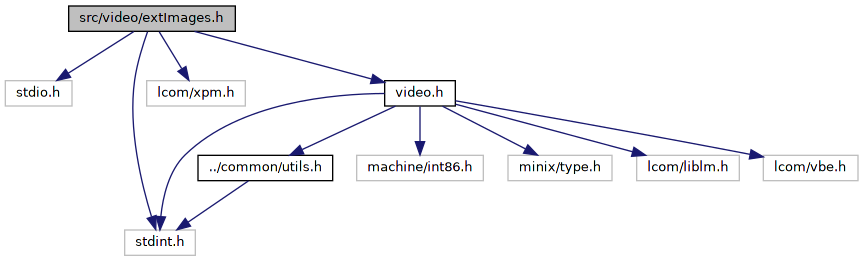 src/video/extImages.h
stdio.h
lcom/xpm.h
video.h
../common/utils.h
machine/int86.h
minix/type.h
lcom/liblm.h
lcom/vbe.h
stdint.h